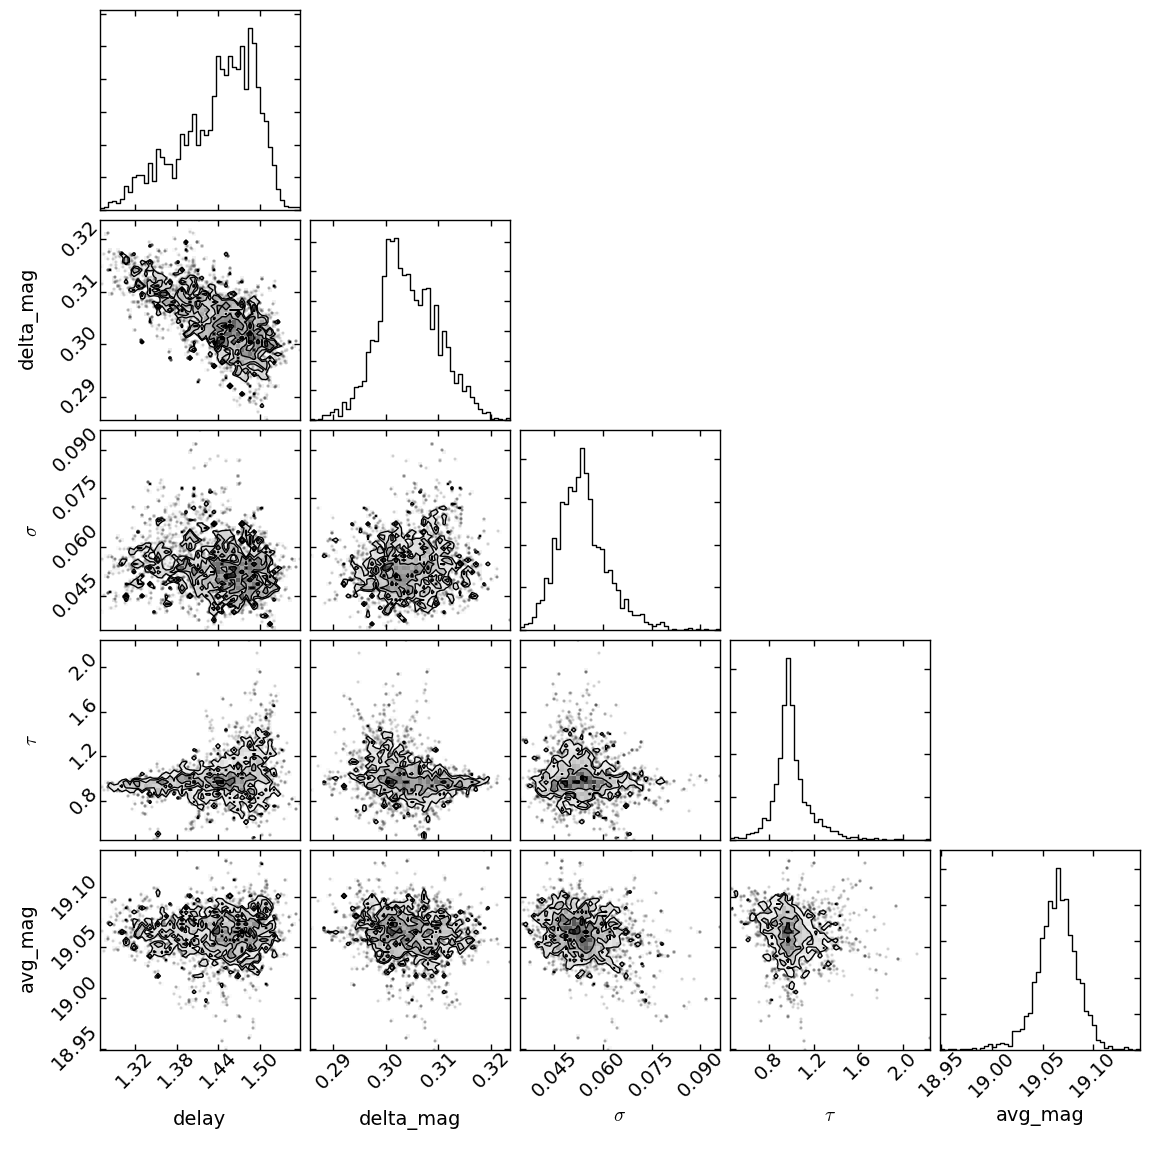 0.32
0.31
0.30
0.29
delta_mag
0.090
0.075
0.060
0.045
σ
2.0
1.6
1.2
0.8
τ
19.10
19.05
19.00
18.95
avg_mag
1.32 1.38 1.44 1.50
0.29 0.30 0.31 0.32
0.045 0.060 0.075 0.090
0.8 1.2 1.6 2.0
18.95 19.00 19.05 19.10
delay delta_mag σ τ avg_mag